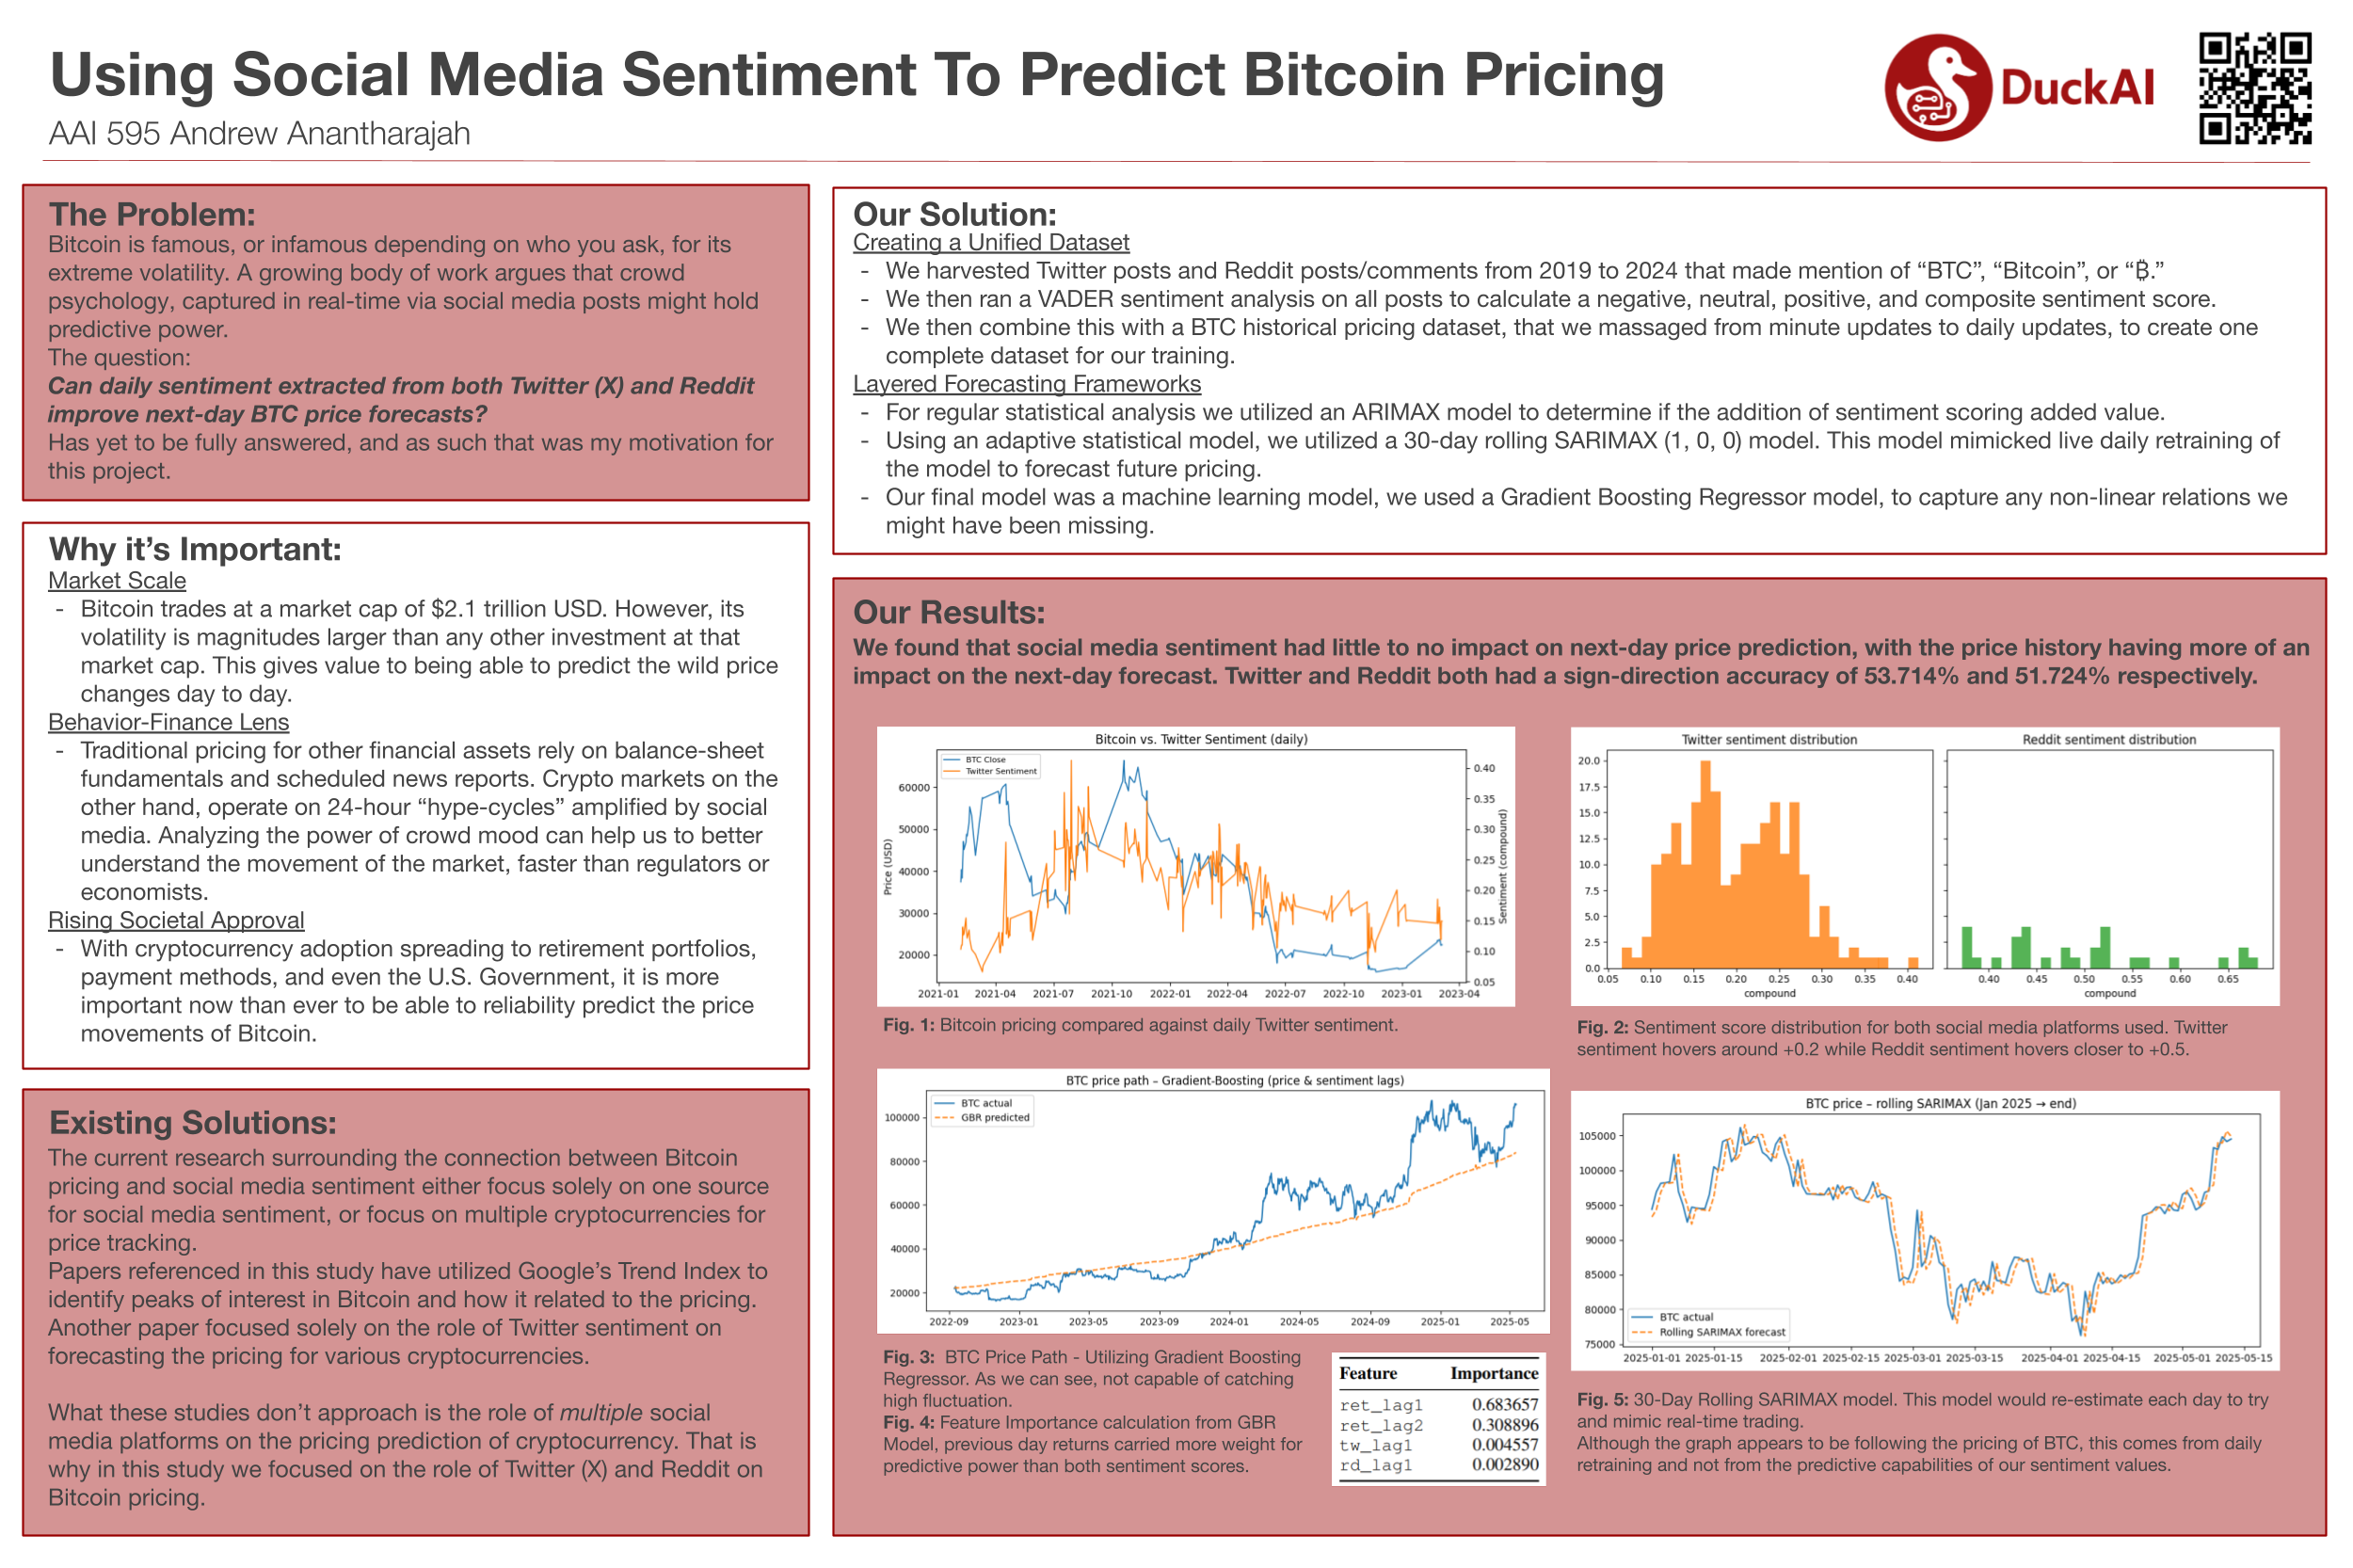 Using Social Media Sentiment To Predict Bitcoin Pricing
AAI 595 Andrew Anantharajah
DuckAI
The Problem:
Bitcoin is famous, or infamous depending on who you ask, for its
extreme volatility. A growing body of work argues that crowd
psychology, captured in real-time via social media posts might hold
predictive power.
The question:
Can daily sentiment extracted from both Twitter (X) and Reddit
improve next-day BTC price forecasts?
Has yet to be fully answered, and as such that was my motivation for
this project.
Why it's Important:
Market Scale
- Bitcoin trades at a market cap of $2.1 trillion USD. However, its
volatility is magnitudes larger than any other investment at that
market cap. This gives value to being able to predict the wild price
changes day to day.
Behavior-Finance Lens
- Traditional pricing for other financial assets rely on balance-sheet
fundamentals and scheduled news reports. Crypto markets on the
other hand, operate on 24-hour “hype-cycles” amplified by social
media. Analyzing the power of crowd mood can help us to better
understand the movement of the market, faster than regulators or
economists.
Rising Societal Approval
- With cryptocurrency adoption spreading to retirement portfolios,
payment methods, and even the U.S. Government, it is more
important now than ever to be able to reliability predict the price
movements of Bitcoin.
Existing Solutions:
The current research surrounding the connection between Bitcoin
pricing and social media sentiment either focus solely on one source
for social media sentiment, or focus on multiple cryptocurrencies for
price tracking.
Papers referenced in this study have utilized Google's Trend Index to
identify peaks of interest in Bitcoin and how it related to the pricing.
Another paper focused solely on the role of Twitter sentiment on
forecasting the pricing for various cryptocurrencies.
What these studies don't approach is the role of multiple social
media platforms on the pricing prediction of cryptocurrency. That is
why in this study we focused on the role of Twitter (X) and Reddit on
Bitcoin pricing.
Our Solution:
Creating a Unified Dataset
- We harvested Twitter posts and Reddit posts/comments from 2019 to 2024 that made mention of “BTC”, “Bitcoin”, or “₿.”
- We then ran a VADER sentiment analysis on all posts to calculate a negative, neutral, positive, and composite sentiment score.
- We then combine this with a BTC historical pricing dataset, that we massaged from minute updates to daily updates, to create one
complete dataset for our training.
Layered Forecasting Frameworks
- For regular statistical analysis we utilized an ARIMAX model to determine if the addition of sentiment scoring added value.
- Using an adaptive statistical model, we utilized a 30-day rolling SARIMAX (1, 0, 0) model. This model mimicked live daily retraining of
the model to forecast future pricing.
- Our final model was a machine learning model, we used a Gradient Boosting Regressor model, to capture any non-linear relations we
might have been missing.
Our Results:
We found that social media sentiment had little to no impact on next-day price prediction, with the price history having more of an
impact on the next-day forecast. Twitter and Reddit both had a sign-direction accuracy of 53.714% and 51.724% respectively.
Bitcoin vs. Twitter Sentiment (daily)
BTC Close
Twitter Sentiment
Price (USD)
60000
50000
40000
30000
20000
0.40
0.35
0.30
0.25
0.20
0.15
0.10
0.05
Sentiment (compound)
2021-01 2021-04 2021-07 2021-10 2022-01 2022-04 2022-07 2022-10 2023-01 2023-04
Fig. 1: Bitcoin pricing compared against daily Twitter sentiment.
Twitter sentiment distribution
20.0
17.5
15.0
12.5
10.0
7.5
5.0
2.5
0.0
0.05 0.10 0.15 0.20 0.25 0.30 0.35 0.40
compound
Reddit sentiment distribution
0.40 0.45 0.50 0.55 0.60 0.65
compound
Fig. 2: Sentiment score distribution for both social media platforms used. Twitter
sentiment hovers around +0.2 while Reddit sentiment hovers closer to +0.5.
BTC price path – Gradient-Boosting (price & sentiment lags)
BTC actual
GBR predicted
100000
80000
60000
40000
20000
2022-09 2023-01 2023-05 2023-09 2024-01 2024-05 2024-09 2025-01 2025-05
Fig. 3: BTC Price Path - Utilizing Gradient Boosting
Regressor. As we can see, not capable of catching
high fluctuation.
Fig. 4: Feature Importance calculation from GBR
Model, previous day returns carried more weight for
predictive power than both sentiment scores.
Feature Importance
ret_lag1 0.683657
ret_lag2 0.308896
tw_lag1 0.004557
rd_lag1 0.002890
BTC price – rolling SARIMAX (Jan 2025 → end)
105000
100000
95000
90000
85000
80000
75000
BTC actual
Rolling SARIMAX forecast
2025-01-01 2025-01-15 2025-02-01 2025-02-15 2025-03-01 2025-03-15 2025-04-01 2025-04-15 2025-05-01 2025-05-15
Fig. 5: 30-Day Rolling SARIMAX model. This model would re-estimate each day to try
and mimic real-time trading.
Although the graph appears to be following the pricing of BTC, this comes from daily
retraining and not from the predictive capabilities of our sentiment values.